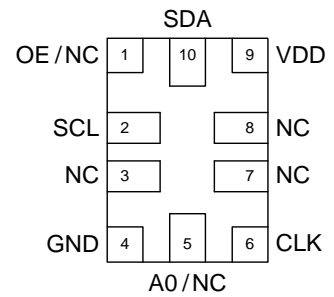 SDA
OE/NC 1 10 9 VDD
SCL 2 8 NC
NC 3 7 NC
GND 4 5 6 CLK
A0/NC